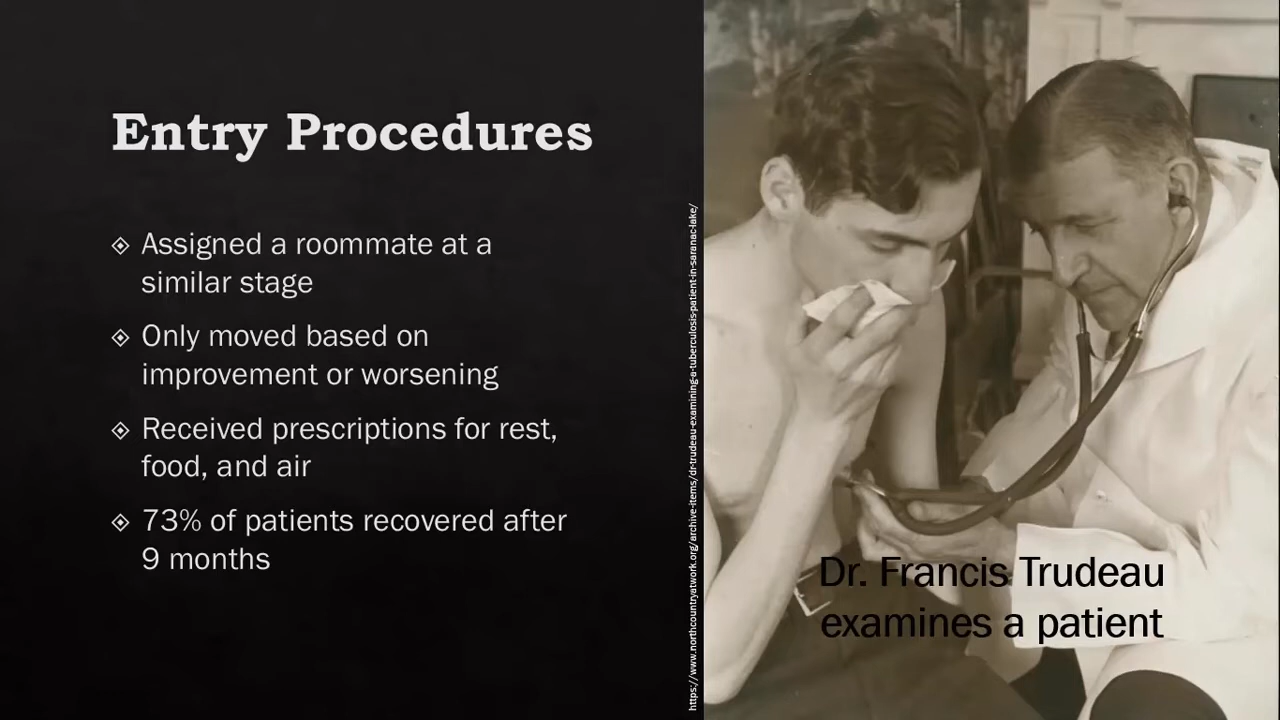 Entry Procedures
Assigned a roommate at a
similar stage
Only moved based on
improvement or worsening
Received prescriptions for rest,
food, and air
73% of patients recovered after
9 months
https://www.northcountryatwork.org/archive-items/dr-trudeau-examining-a-tuberculosis-patient-in-saranac-lake/
Dr. Francis Trudeau
examines a patient